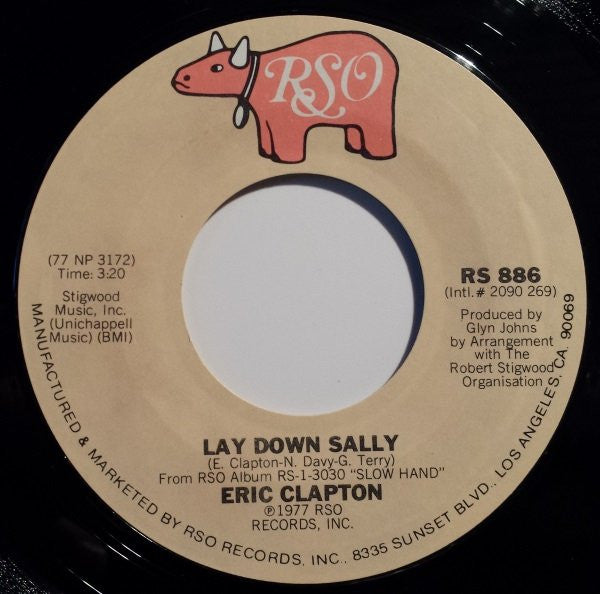 RSO
(77 NP 3172)
Time: 3:20
Stigwood
Music, Inc.
(Unichappell
Music) (BMI)
RS 886
(Intl.# 2090 269)
Produced by
Glyn Johns
by Arrangement
with The
Robert Stigwood
Organisation
LAY DOWN SALLY
(E. Clapton-N. Davy-G. Terry)
From RSO Album RS-1-3030 "SLOW HAND"
ERIC CLAPTON
℗1977 RSO
RECORDS, INC.
MANUFACTURED & MARKETED BY RSO RECORDS, INC., 8335 SUNSET BLVD., LOS ANGELES, CA. 90069